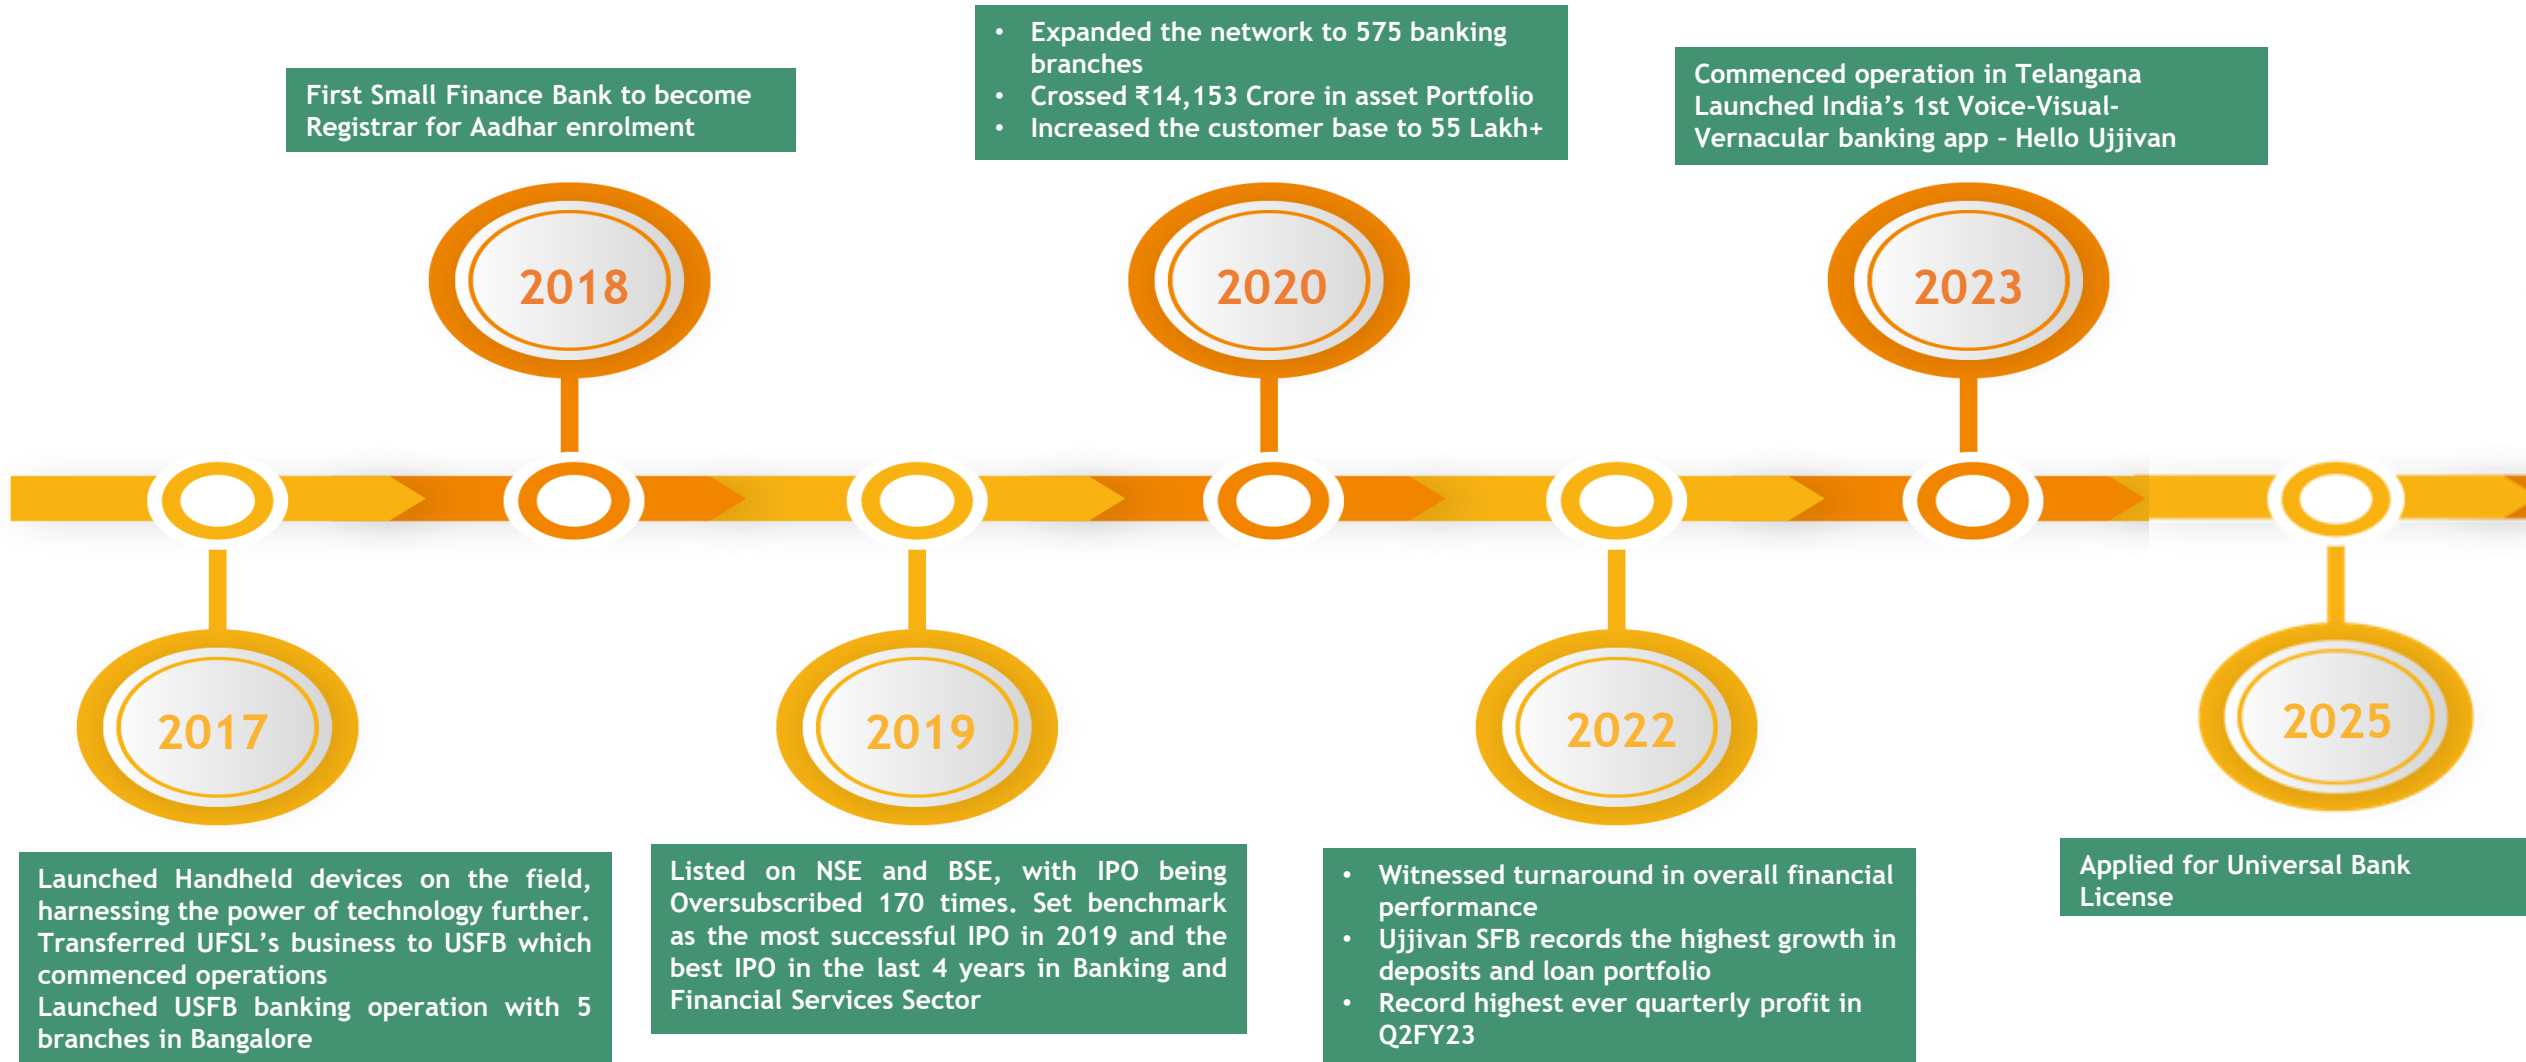 First Small Finance Bank to become
Registrar for Aadhar enrolment
2018
• Expanded the network to 575 banking
branches
• Crossed ₹14,153 Crore in asset Portfolio
• Increased the customer base to 55 Lakh+
2020
Commenced operation in Telangana
Launched India’s 1st Voice-Visual-
Vernacular banking app – Hello Ujjivan
2023
2017
Launched Handheld devices on the field,
harnessing the power of technology further.
Transferred UFSL’s business to USFB which
commenced operations
Launched USFB banking operation with 5
branches in Bangalore
2019
Listed on NSE and BSE, with IPO being
Oversubscribed 170 times. Set benchmark
as the most successful IPO in 2019 and the
best IPO in the last 4 years in Banking and
Financial Services Sector
2022
• Witnessed turnaround in overall financial
performance
• Ujjivan SFB records the highest growth in
deposits and loan portfolio
• Record highest ever quarterly profit in
Q2FY23
2025
Applied for Universal Bank
License